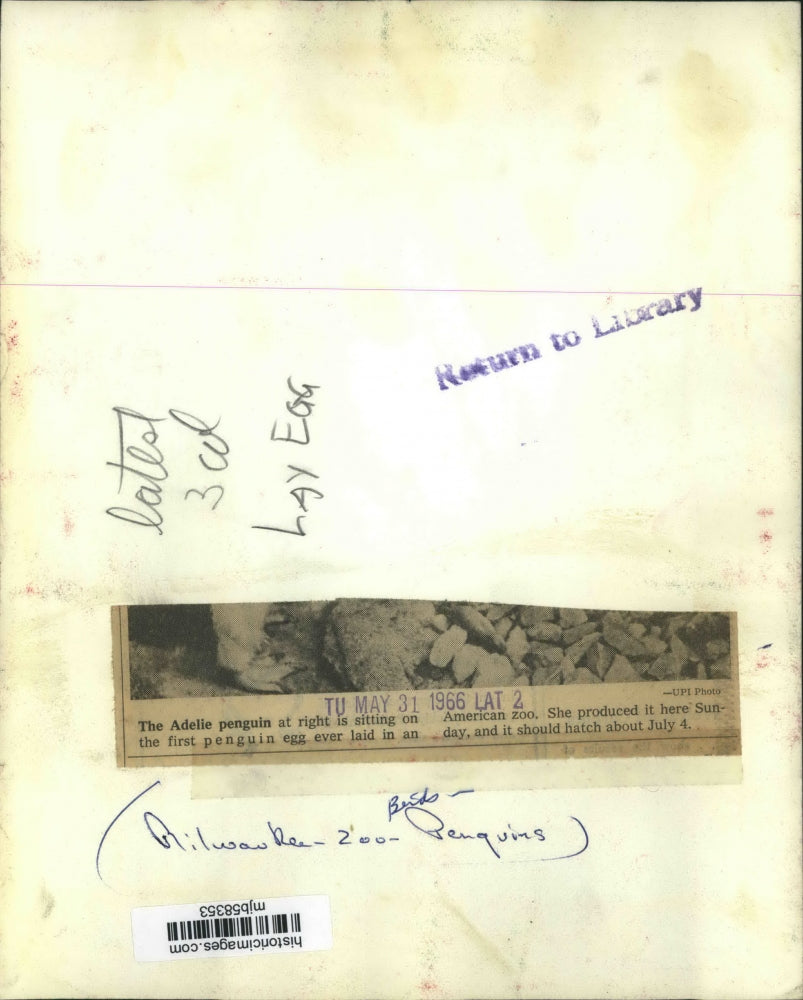 Return to Library
latest
3 col
LAY EGG
—UPI Photo
TU MAY 31 1966 LAT 2
The Adelie penguin at right is sitting on
the first penguin egg ever laid in an
American zoo. She produced it here Sun-
day, and it should hatch about July 4.
Birds -
(Milwaukee - Zoo - Penguins)
historicimages.com
mjb58353